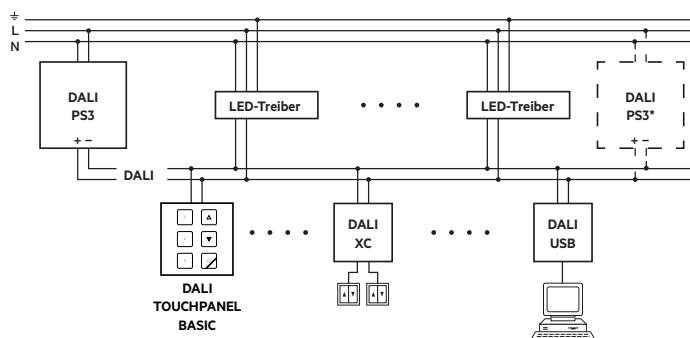 L
N
DALI
PS3
+ −
LED-Treiber
LED-Treiber
DALI
PS3*
+ −
DALI
DALI
TOUCHPANEL
BASIC
DALI
XC
DALI
USB